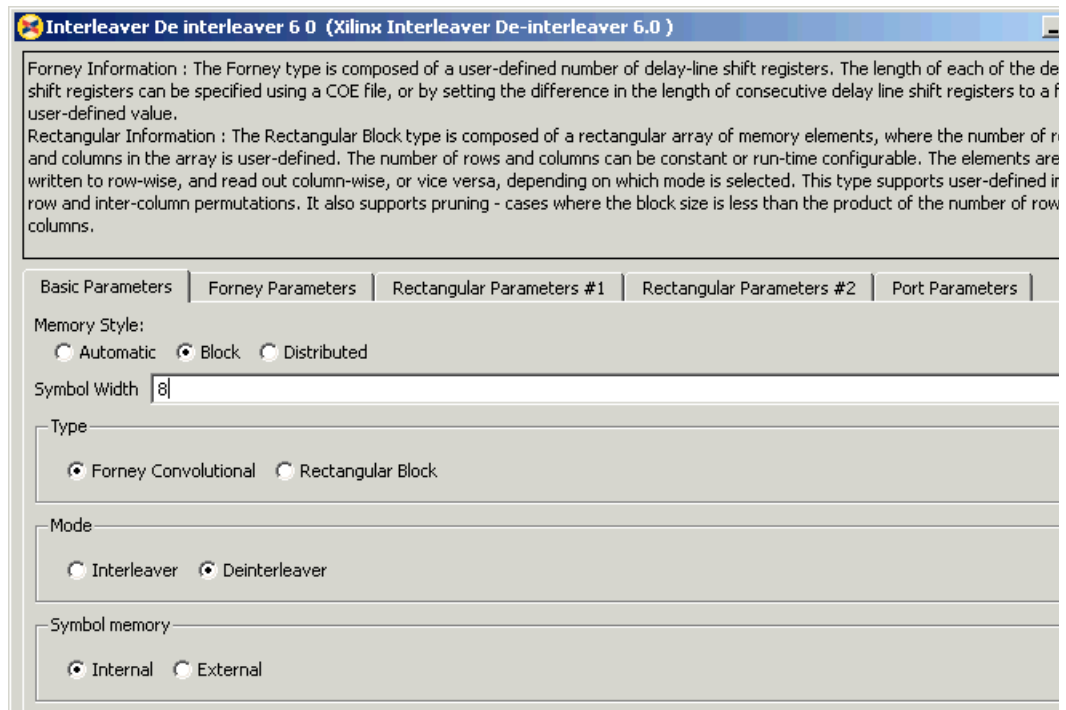 Interleaver De interleaver 6 0 (Xilinx Interleaver De-interleaver 6.0 )
Forney Information : The Forney type is composed of a user-defined number of delay-line shift registers. The length of each of the de
shift registers can be specified using a COE file, or by setting the difference in the length of consecutive delay line shift registers to a f
user-defined value.
Rectangular Information : The Rectangular Block type is composed of a rectangular array of memory elements, where the number of r
and columns in the array is user-defined. The number of rows and columns can be constant or run-time configurable. The elements are
written to row-wise, and read out column-wise, or vice versa, depending on which mode is selected. This type supports user-defined in
row and inter-column permutations. It also supports pruning - cases where the block size is less than the product of the number of row
columns.
Basic Parameters Forney Parameters Rectangular Parameters #1 Rectangular Parameters #2 Port Parameters
Memory Style:
Automatic Block Distributed
Symbol Width 8
Type
Forney Convolutional Rectangular Block
Mode
Interleaver Deinterleaver
Symbol memory
Internal External